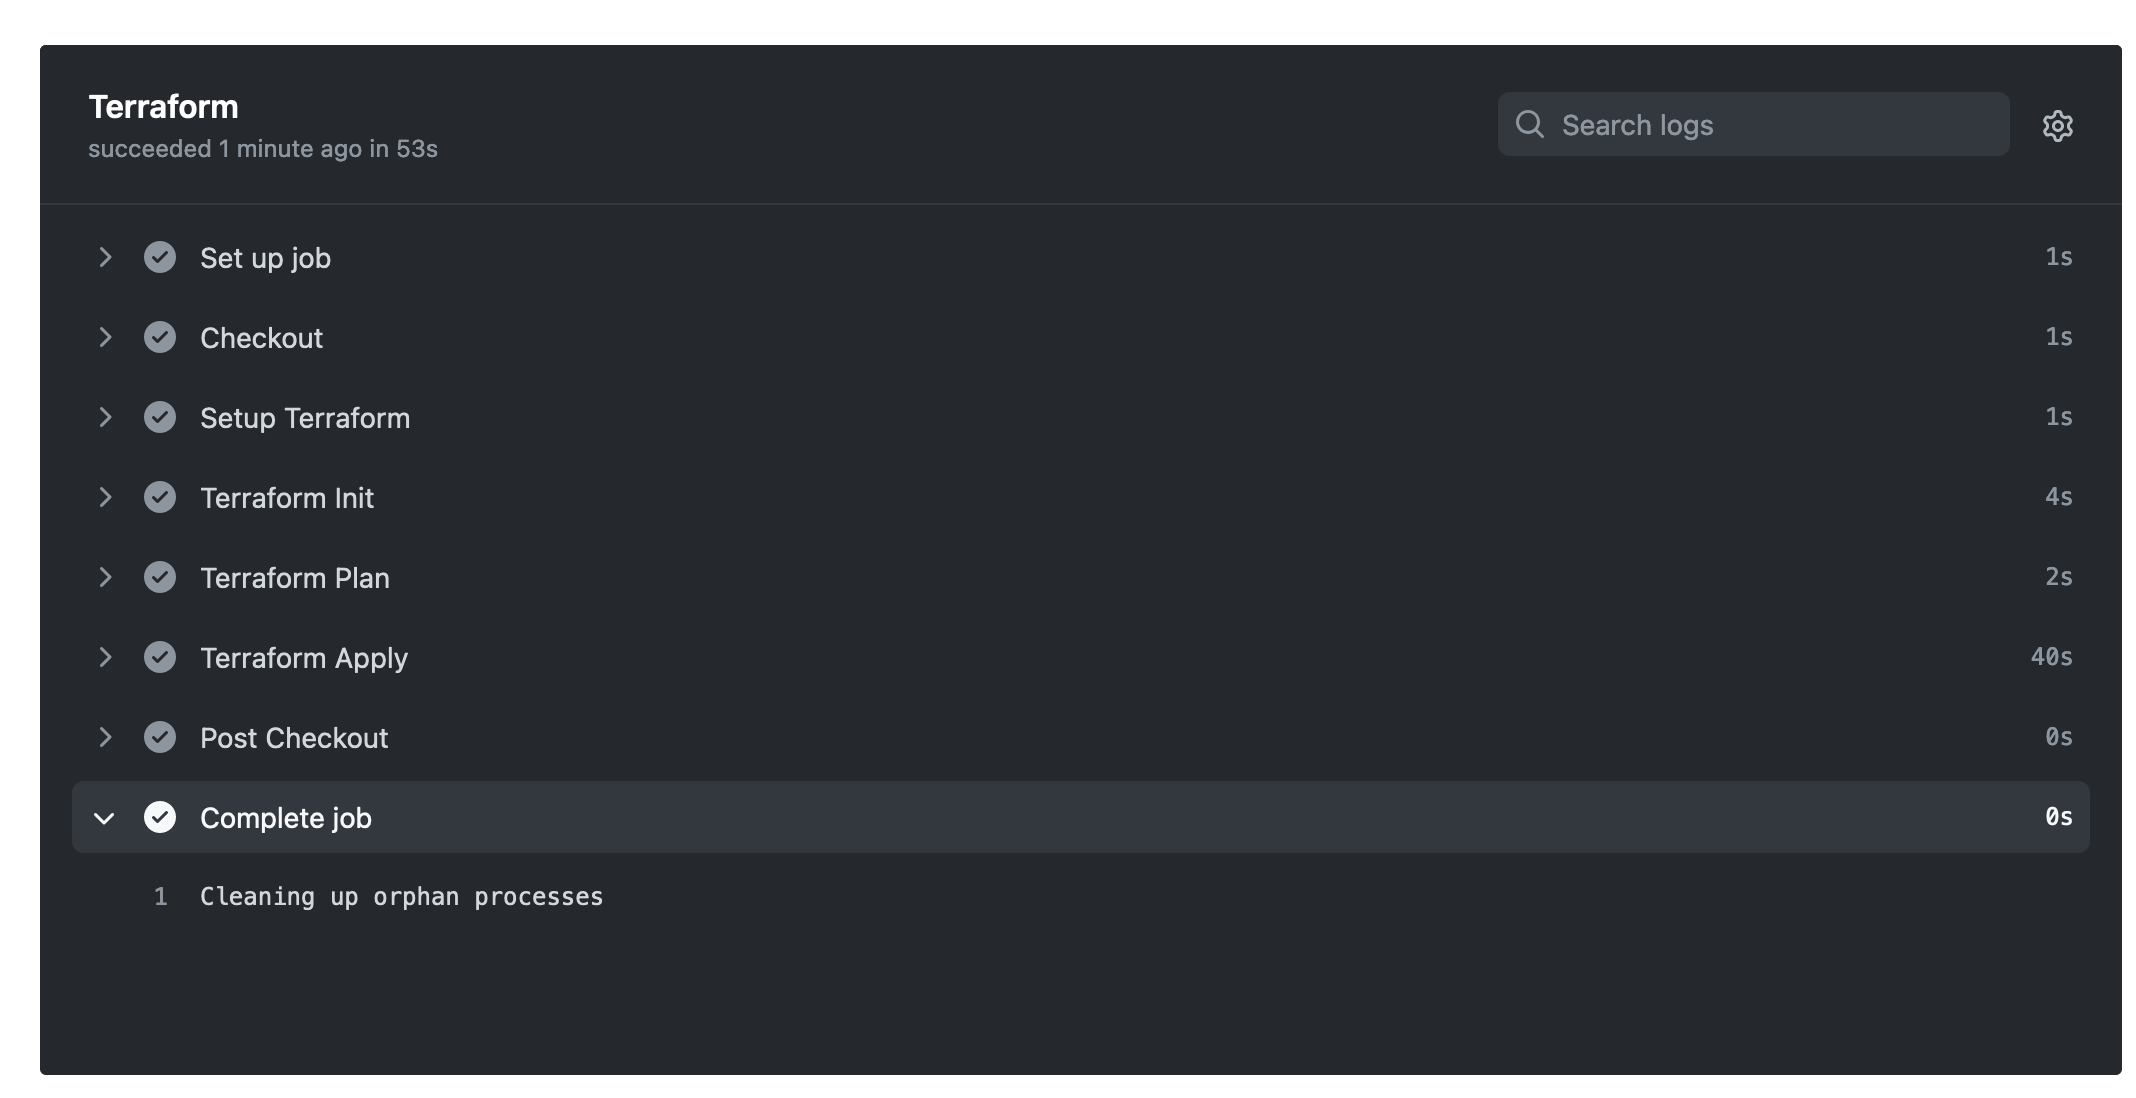 Terraform
succeeded 1 minute ago in 53s
Search logs
Set up job 1s
Checkout 1s
Setup Terraform 1s
Terraform Init 4s
Terraform Plan 2s
Terraform Apply 40s
Post Checkout 0s
Complete job 0s
1 Cleaning up orphan processes